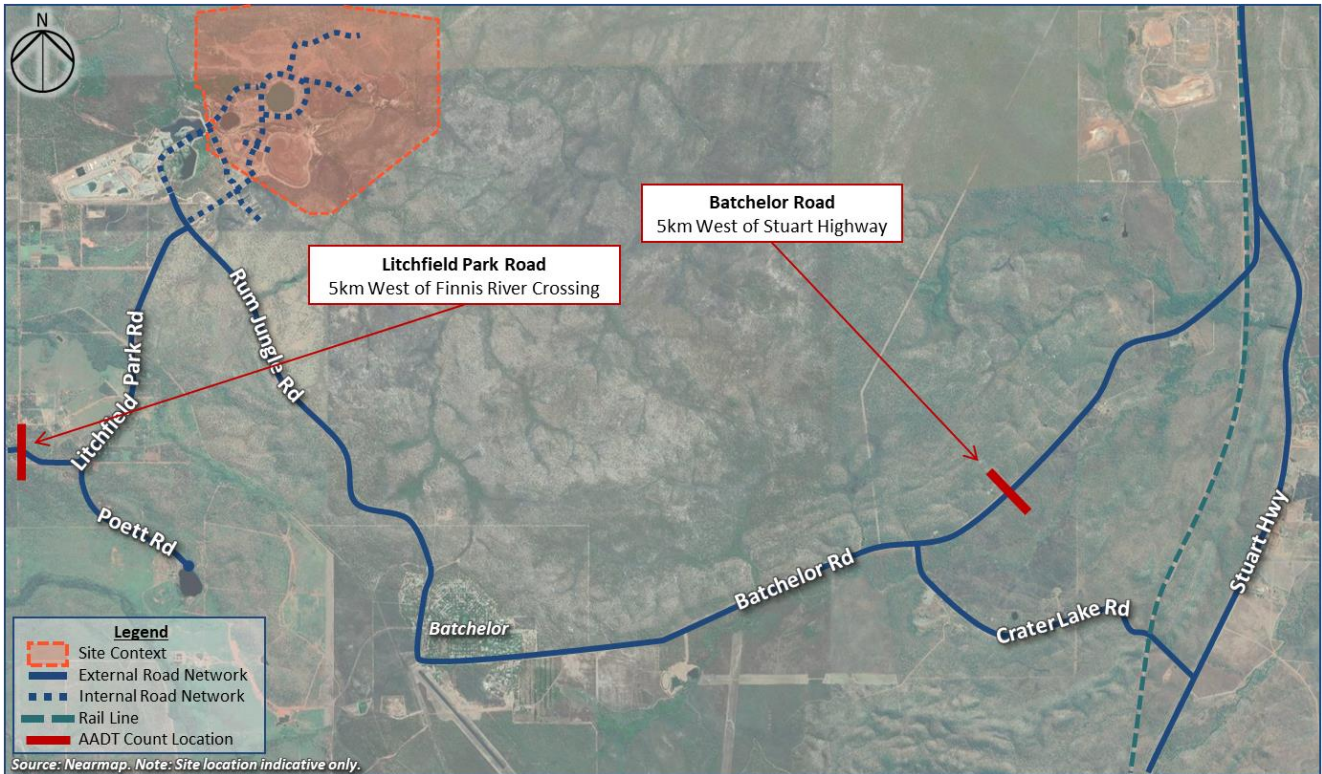 N
Batchelor Road
5km West of Stuart Highway
Litchfield Park Road
5km West of Finnis River Crossing
Rum Jungle Rd
Litchfield Park Rd
Poett Rd
Batchelor
Batchelor Rd
Crater Lake Rd
Stuart Hwy
Legend
Site Context
External Road Network
Internal Road Network
Rail Line
AADT Count Location
Source: Nearmap. Note: Site location indicative only.